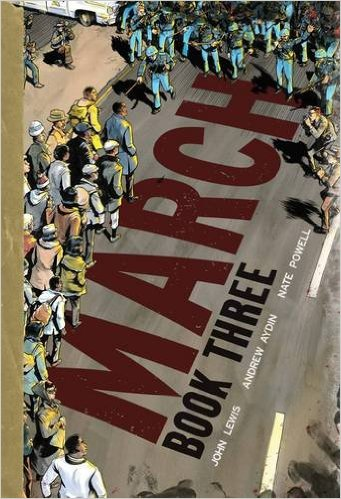 MARCH
BOOK THREE
JOHN LEWIS ANDREW AYDIN NATE POWELL